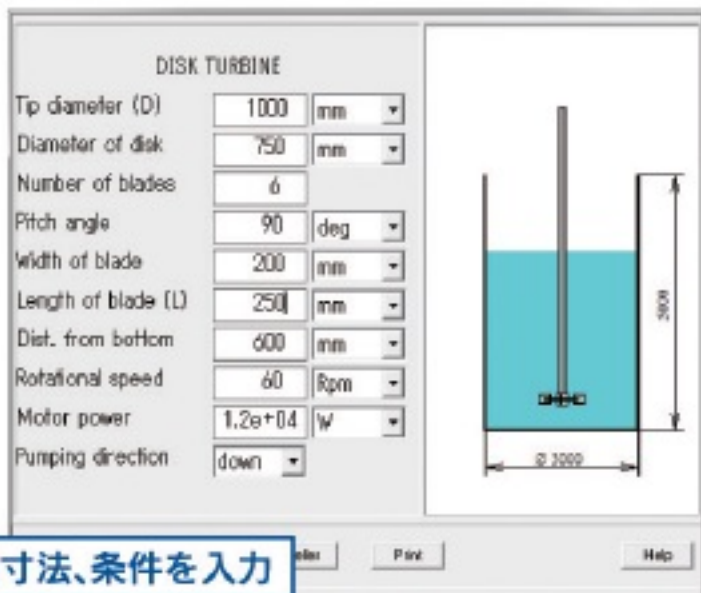 DISK TURBINE
Tip diameter (D) 1000 mm
Diameter of disk 750 mm
Number of blades 6
Pitch angle 90 deg
Width of blade 200 mm
Length of blade (L) 250 mm
Dist. from bottom 600 mm
Rotational speed 60 Rpm
Motor power 1.2e+04 W
Pumping direction down
Ø 3000
Print
Help
寸法、条件を入力